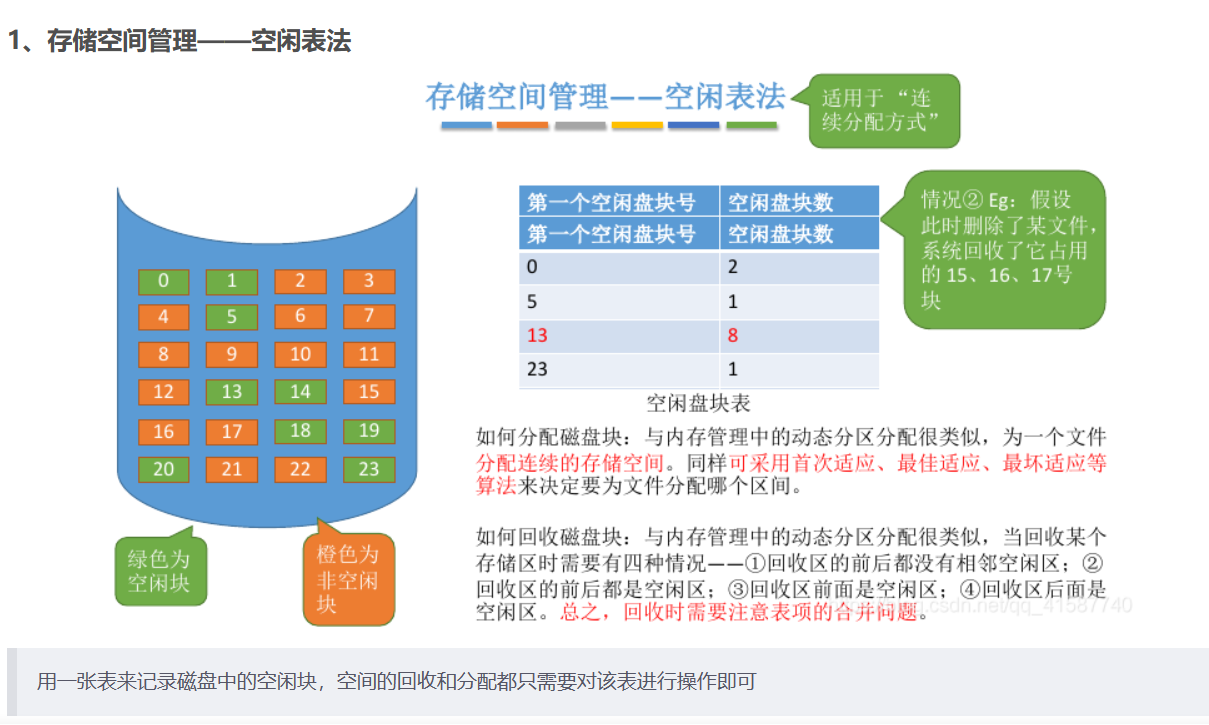 1、存储空间管理——空闲表法
存储空间管理——空闲表法
适用于 “连
续分配方式”
0 1 2 3
4 5 6 7
8 9 10 11
12 13 14 15
16 17 18 19
20 21 22 23
绿色为
空闲块
橙色为
非空闲
块
第一个空闲盘块号 空闲盘块数
第一个空闲盘块号 空闲盘块数
0 2
5 1
13 8
23 1
空闲盘块表
情况② Eg：假设
此时删除了某文件，
系统回收了它占用
的 15、16、17号
块
如何分配磁盘块：与内存管理中的动态分区分配很类似，为一个文件
分配连续的存储空间。同样可采用首次适应、最佳适应、最坏适应等
算法来决定要为文件分配哪个区间。
如何回收磁盘块：与内存管理中的动态分区分配很类似，当回收某个
存储区时需要有四种情况——①回收区的前后都没有相邻空闲区；②
回收区的前后都是空闲区；③回收区前面是空闲区；④回收区后面是
空闲区。总之，回收时需要注意表项的合并问题。
csdn.net/qq_41587740
用一张表来记录磁盘中的空闲块，空间的回收和分配都只需要对该表进行操作即可